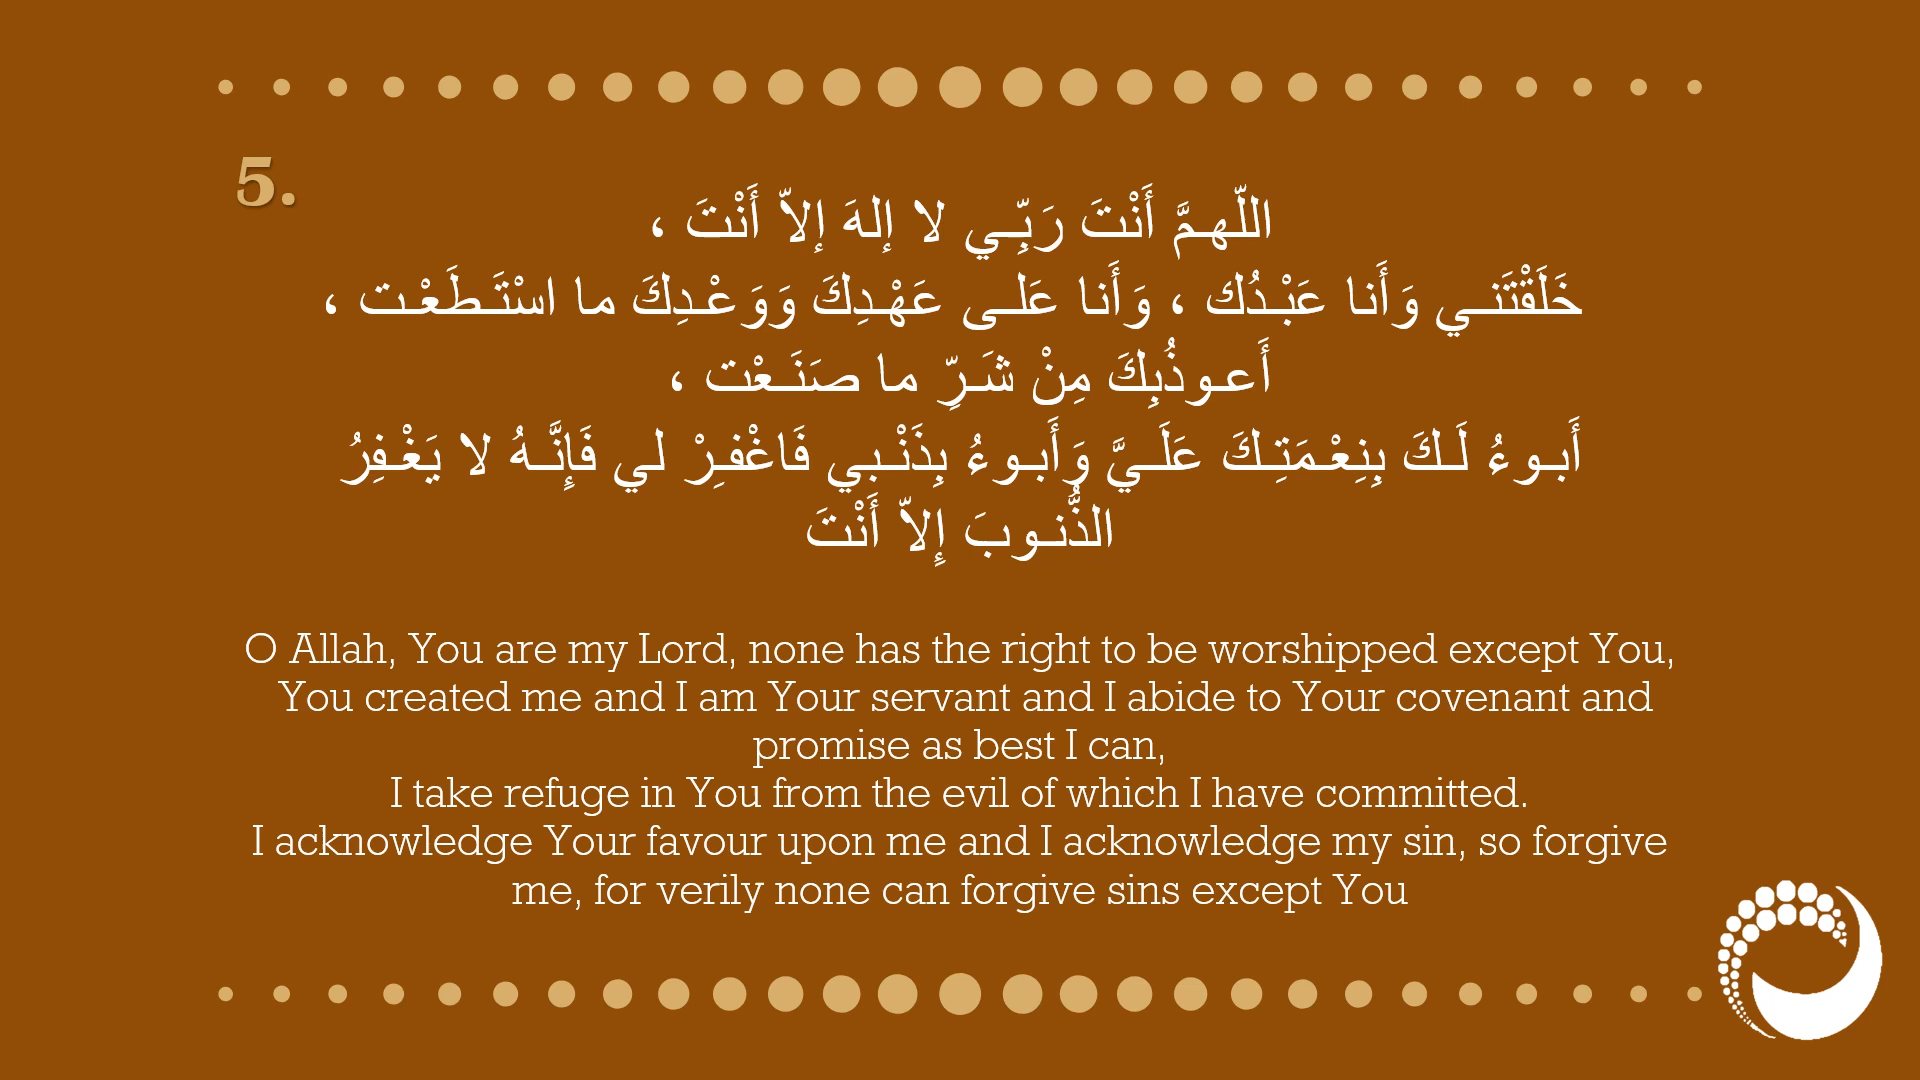 5.
اللّهـمَّ أَنْتَ رَبِّـي لا إلهَ إلاّ أَنْتَ ،
خَلَقْتَنـي وَأَنا عَبْـدُك ، وَأَنا عَلـى عَهْـدِكَ وَوَعْـدِكَ ما اسْتَـطَعْـت ،
أَعـوذُبِكَ مِنْ شَـرِّ ما صَنَـعْت ،
أَبـوءُ لَـكَ بِنِعْـمَتِـكَ عَلَـيَّ وَأَبـوءُ بِذَنْـبي فَاغْفـِرْ لي فَإِنَّـهُ لا يَغْـفِرُ
الذُّنـوبَ إِلاّ أَنْتَ
O Allah, You are my Lord, none has the right to be worshipped except You,
You created me and I am Your servant and I abide to Your covenant and
promise as best I can,
I take refuge in You from the evil of which I have committed.
I acknowledge Your favour upon me and I acknowledge my sin, so forgive
me, for verily none can forgive sins except You